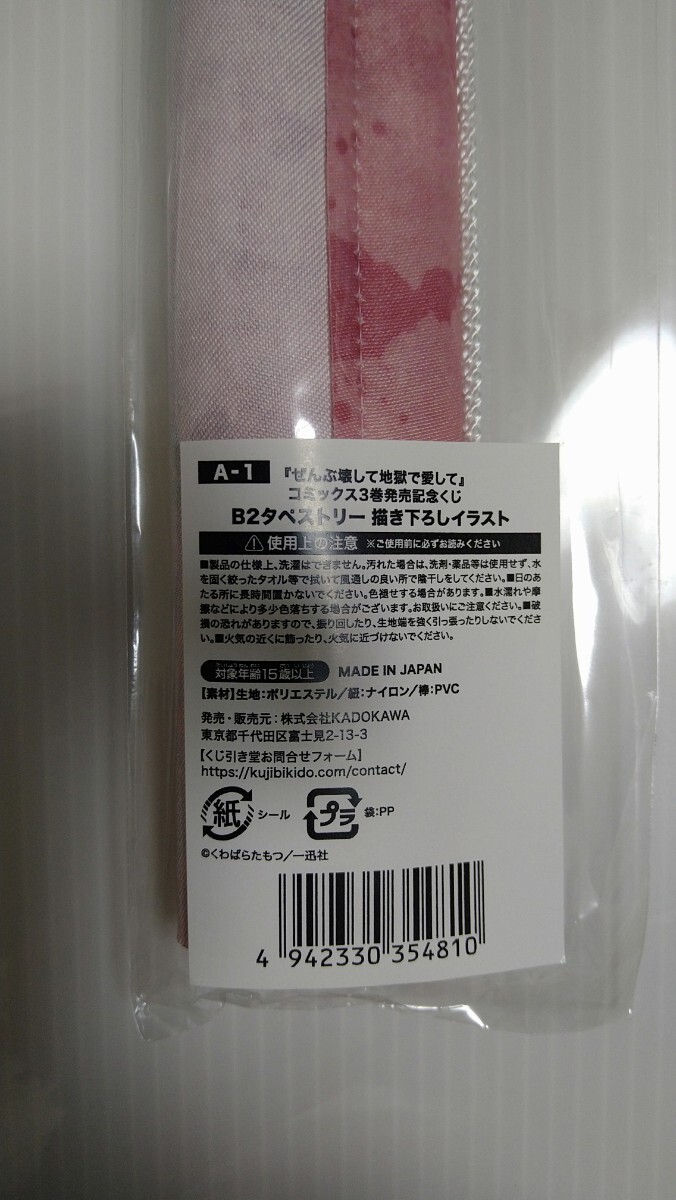 A-1
『ぜんぶ壊して地獄で愛して』
コミックス3巻発売記念くじ
B2タペストリー 描き下ろしイラスト
使用上の注意 ※ご使用前に必ずお読みください
■製品の仕様上、洗濯はできません。汚れた場合は、洗剤・薬品等は使用せず、水
を固く絞ったタオル等で拭いて風通しの良い所で陰干しをしてください。■日のあ
たる所に長時間置かないでください。色褪せする場合があります。■水濡れや摩
擦などにより多少色落ちする場合がございます。お取扱いにご注意ください。■破
損の恐れがありますので、振り回したり、生地端を強く引っ張ったりしないでくだ
さい。■火気の近くに飾ったり、火気に近づけないでください。
対象年齢15歳以上 MADE IN JAPAN
【素材】生地:ポリエステル/紐:ナイロン/棒:PVC
発売・販売元:株式会社KADOKAWA
東京都千代田区富士見2-13-3
【くじ引き堂お問合せフォーム】
https://kujibikido.com/contact/
紙 シール プラ 袋:PP
©くわばらたもつ/一迅社
4 942330 354810